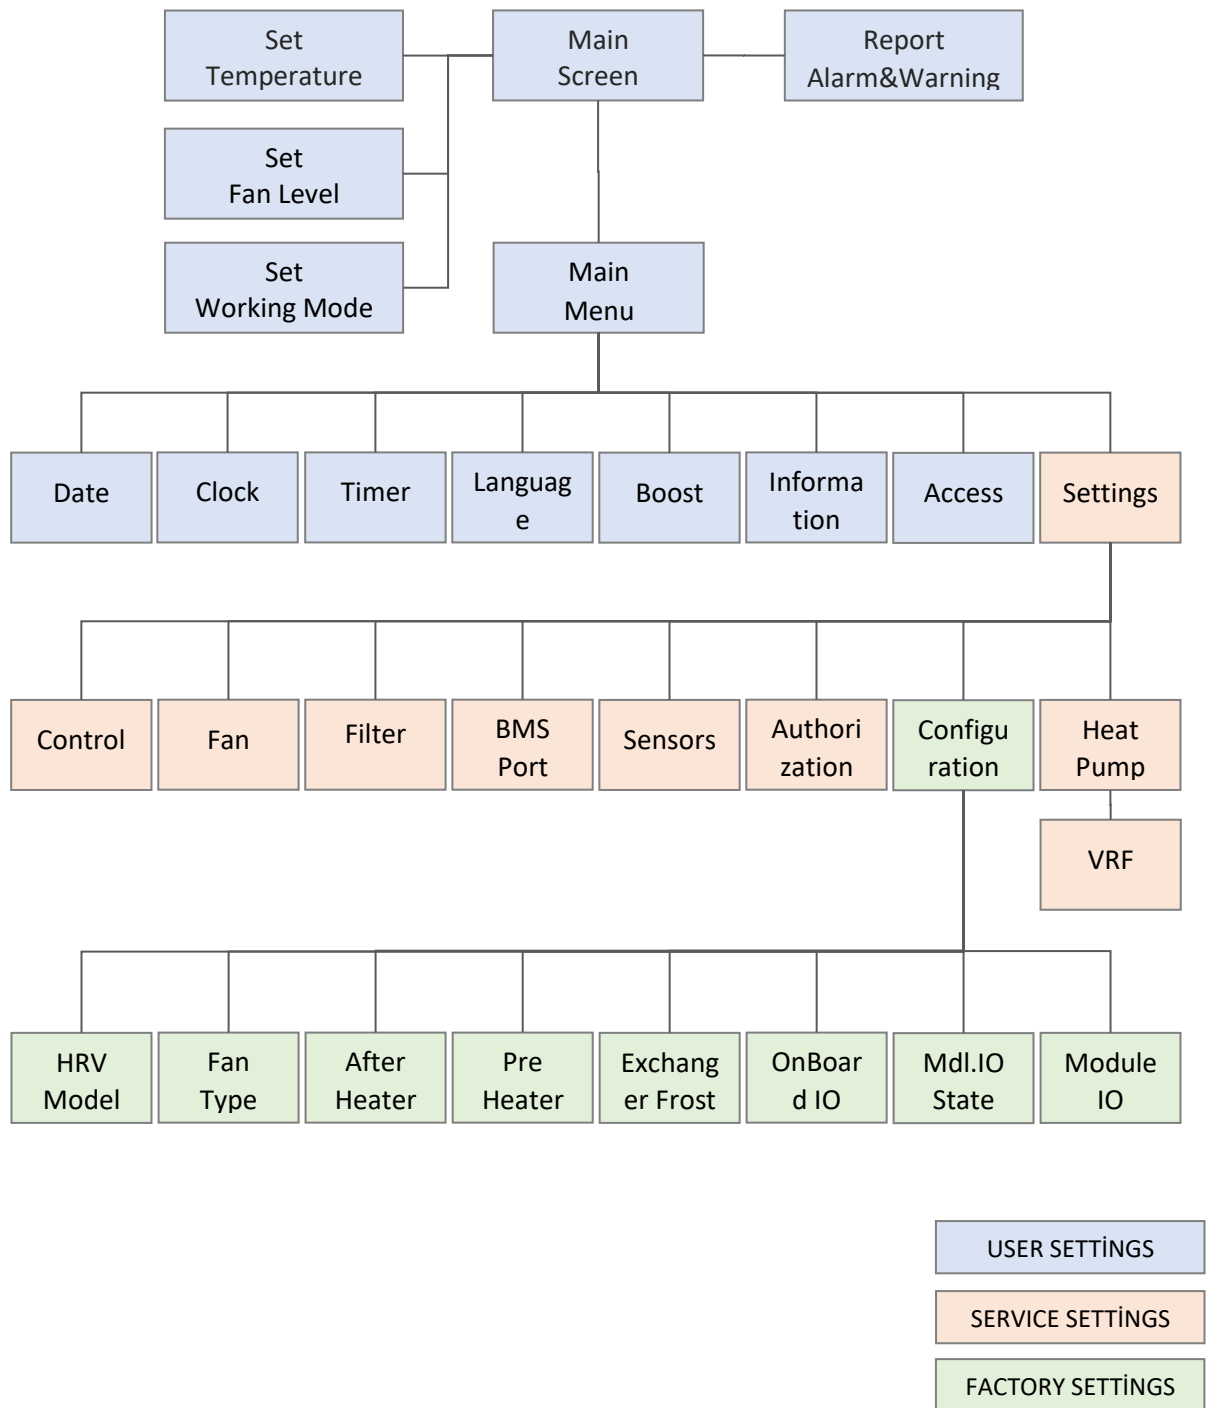 Set
Temperature
Main
Screen
Report
Alarm&Warning
Set
Fan Level
Set
Working Mode
Main
Menu
Date
Clock
Timer
Languag
e
Boost
Informa
tion
Access
Settings
Control
Fan
Filter
BMS
Port
Sensors
Authori
zation
Configu
ration
Heat
Pump
VRF
HRV
Model
Fan
Type
After
Heater
Pre
Heater
Exchang
er Frost
OnBoar
d IO
Mdl.IO
State
Module
IO
USER SETTİNGS
SERVICE SETTİNGS
FACTORY SETTİNGS